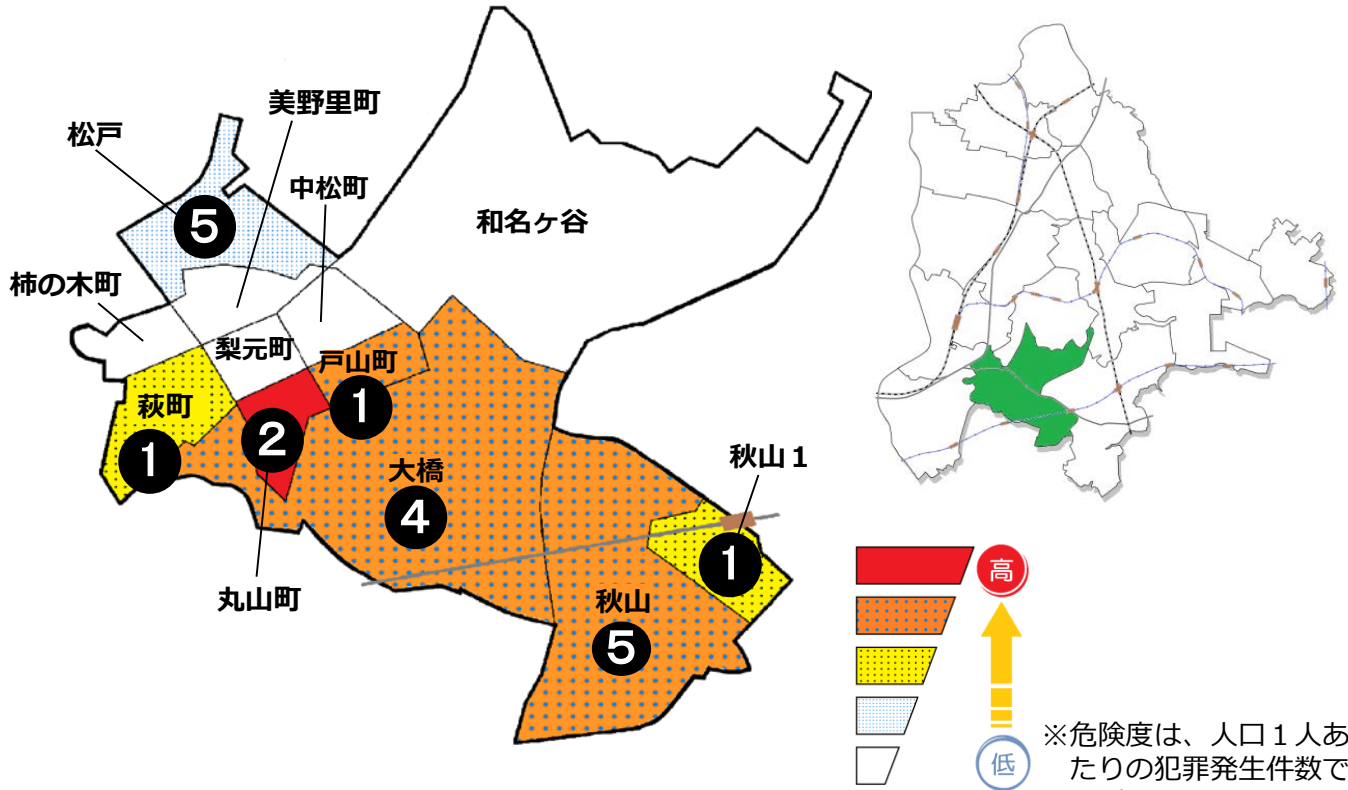 美野里町
松戸
中松町
5
和名ヶ谷
柿の木町
梨元町
戸山町
萩町
1
2
1
秋山1
大橋
4
1
丸山町
秋山
5
高
低
※危険度は、人口1人あ
たりの犯罪発生件数で